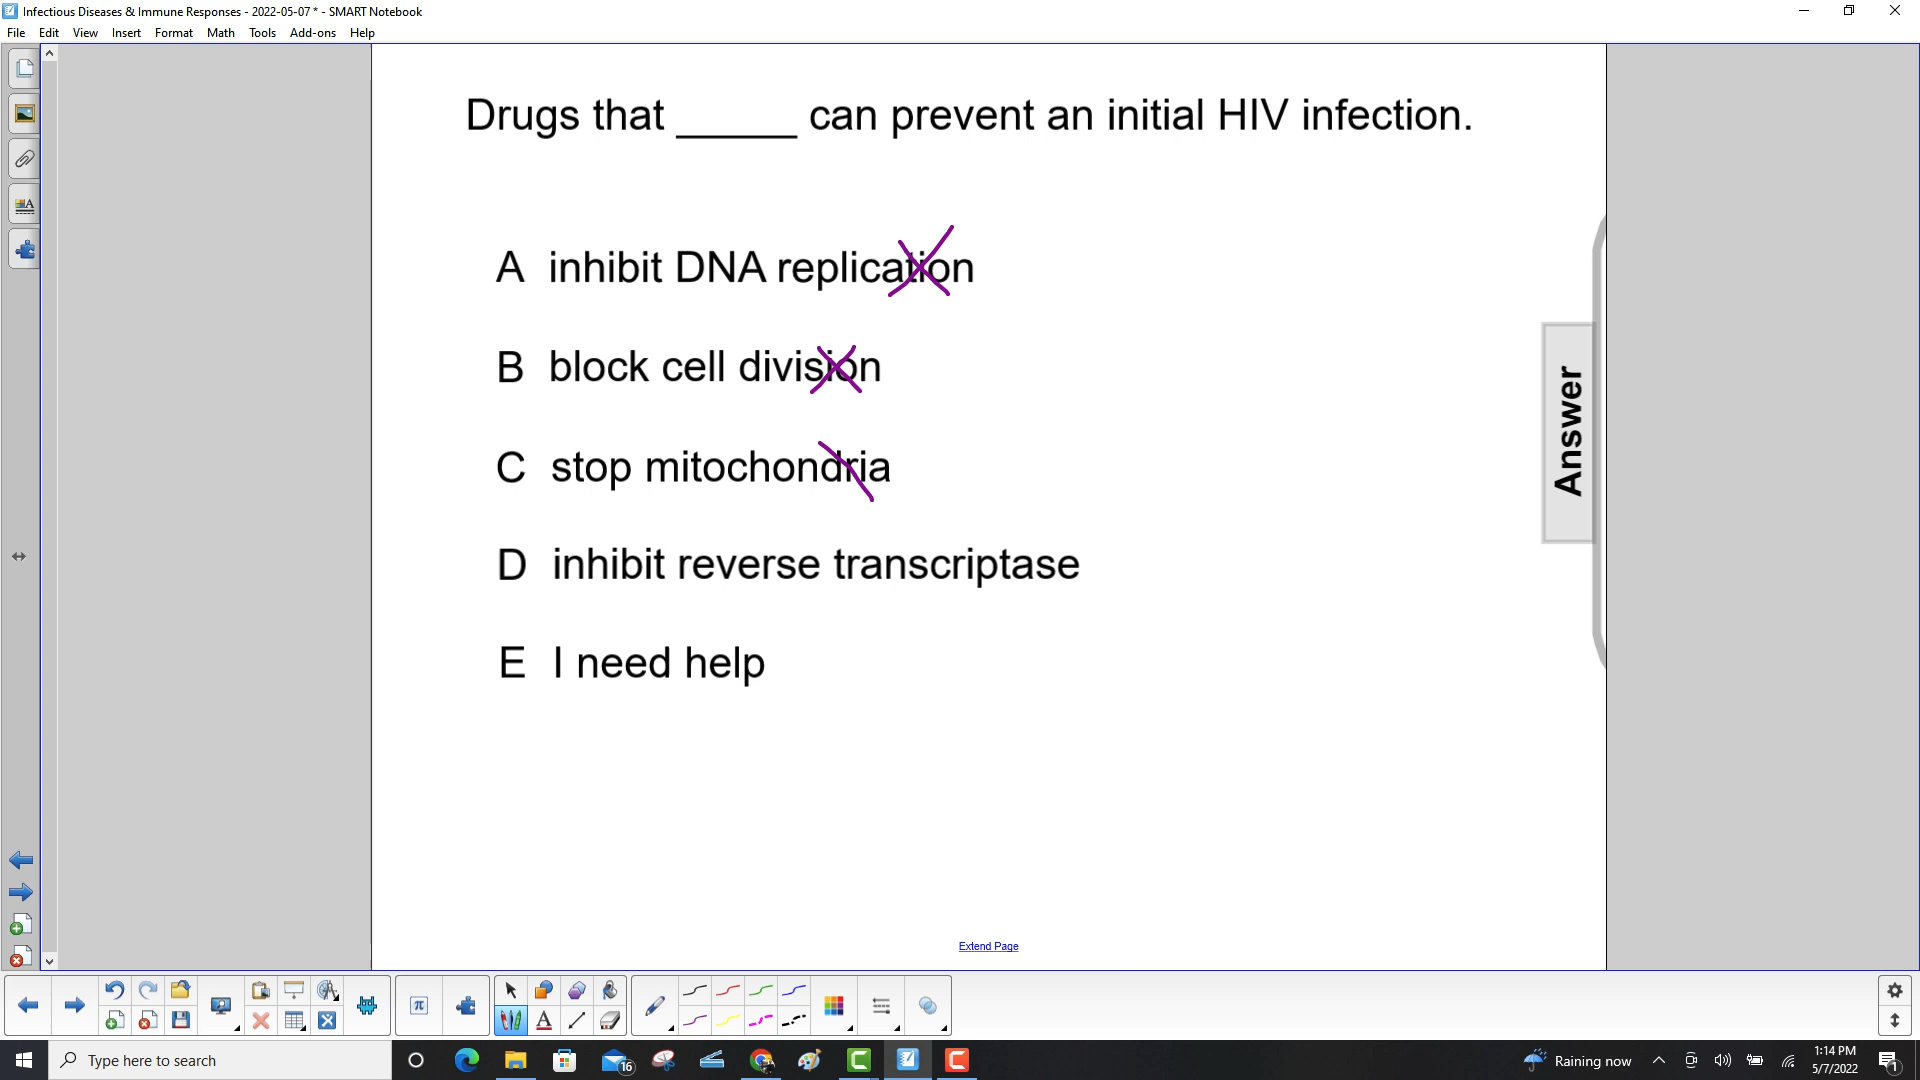 Infectious Diseases & Immune Responses - 2022-05-07 * - SMART Notebook
File Edit View Insert Format Math Tools Add-ons Help
Drugs that _____ can prevent an initial HIV infection.
A inhibit DNA replication
B block cell division
C stop mitochondria
D inhibit reverse transcriptase
E I need help
Answer
Extend Page
Type here to search
16
Raining now
1:14 PM
5/7/2022
1